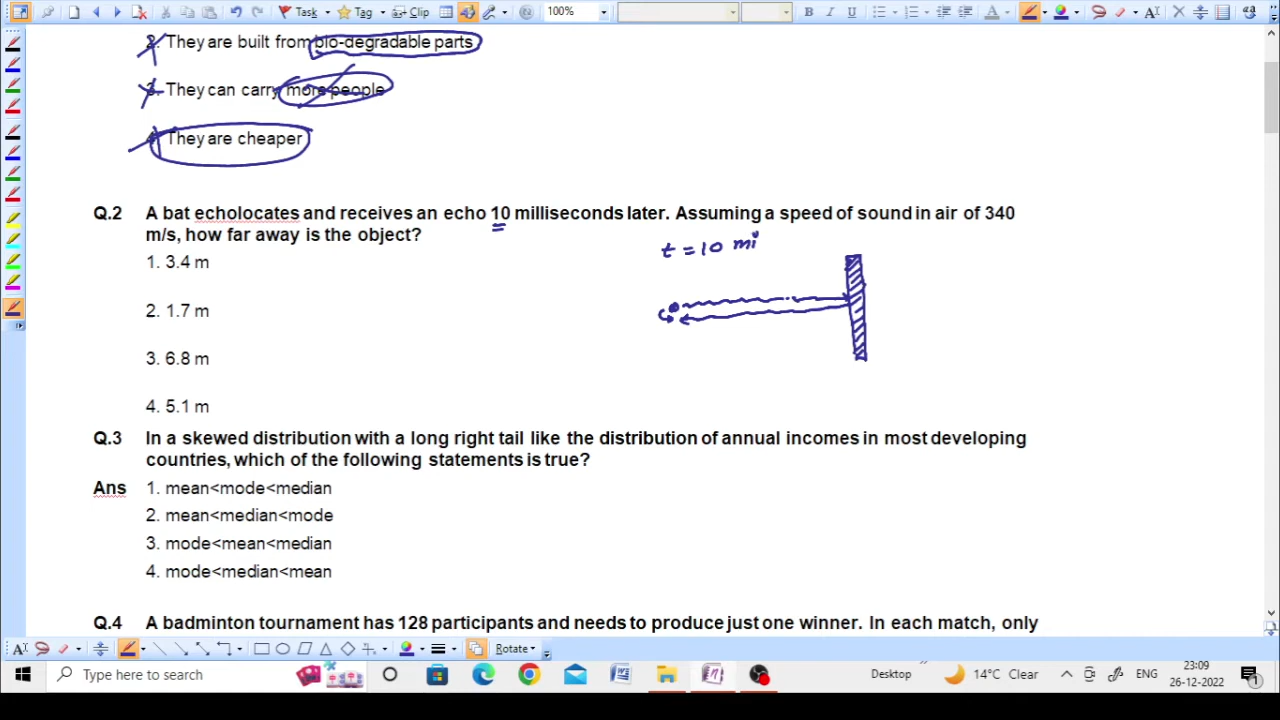 Task
Tag
Clip
100%
B I U
2. They are built from bio-degradable parts
3. They can carry more people
They are cheaper
Q.2 A bat echolocates and receives an echo 10 milliseconds later. Assuming a speed of sound in air of 340
m/s, how far away is the object?
t = 10 mi
1. 3.4 m
2. 1.7 m
3. 6.8 m
4. 5.1 m
Q.3 In a skewed distribution with a long right tail like the distribution of annual incomes in most developing
countries, which of the following statements is true?
Ans 1. mean<mode<median
2. mean<median<mode
3. mode<mean<median
4. mode<median<mean
Q.4 A badminton tournament has 128 participants and needs to produce just one winner. In each match, only
Rotate
Type here to search
Desktop
14°C Clear
ENG
23:09
26-12-2022